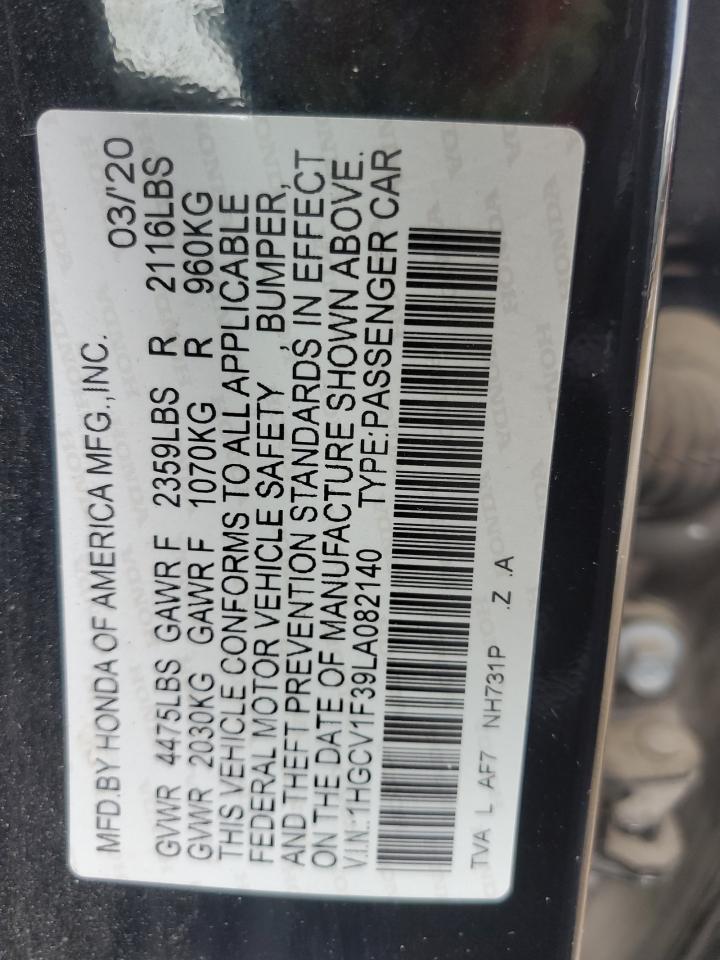 MFD.BY HONDA OF AMERICA MFG.,INC. 03/'20
GVWR 4475LBS GAWR F 2359LBS R 2116LBS
GVWR 2030KG GAWR F 1070KG R 960KG
THIS VEHICLE CONFORMS TO ALL APPLICABLE
FEDERAL MOTOR VEHICLE SAFETY , BUMPER,
AND THEFT PREVENTION STANDARDS IN EFFECT
ON THE DATE OF MANUFACTURE SHOWN ABOVE.
V.I.N.:1HGCV1F39LA082140 TYPE:PASSENGER CAR
TVA L AF7 NH731P .Z .A